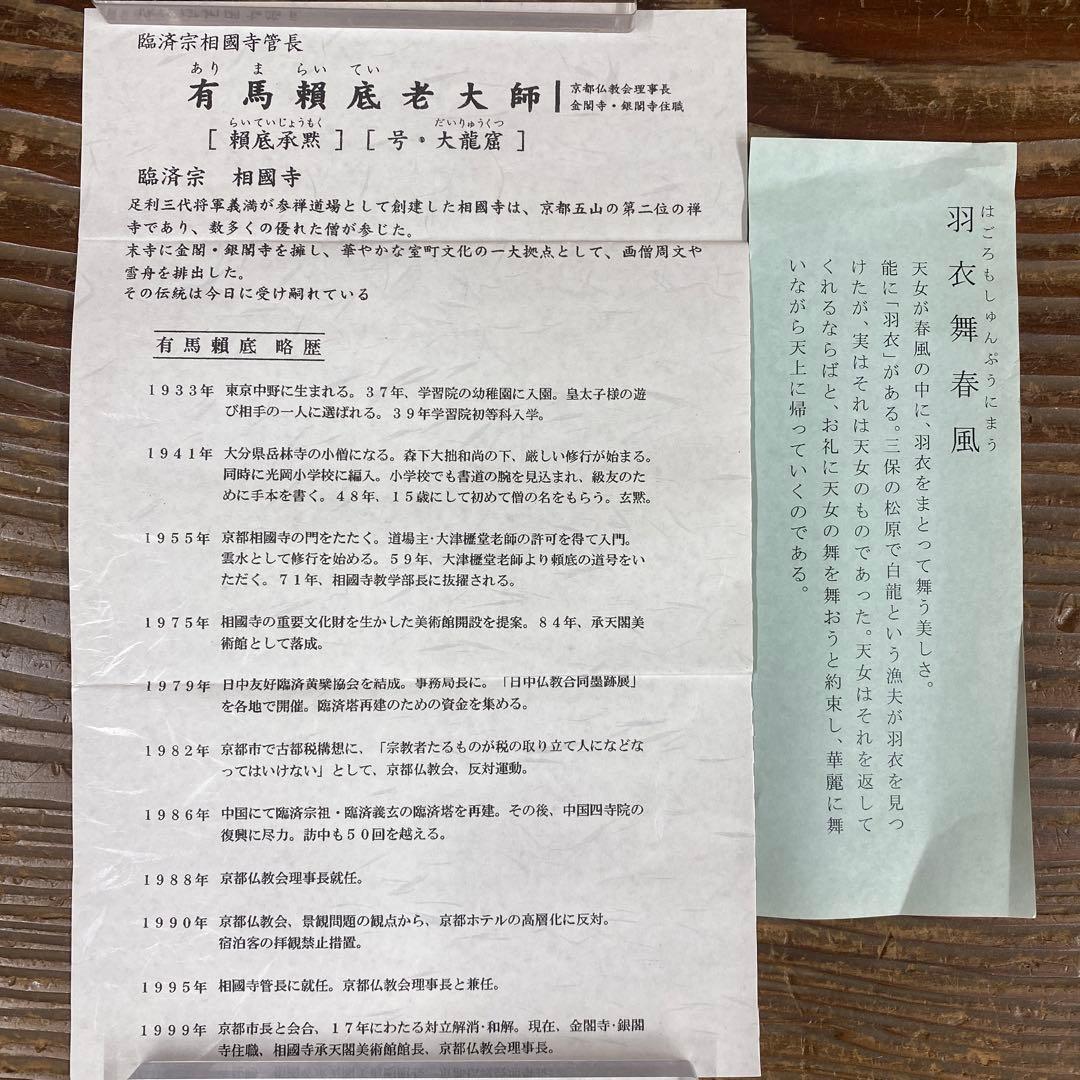 臨済宗相國寺管長
あり ま らい てい
有馬賴底老大師
京都仏教会理事長
金閣寺・銀閣寺住職
らいていじょうもく だいりゅうくつ
[ 賴底承黙 ] [ 号・大龍窟 ]
臨済宗 相國寺
足利三代将軍義満が参禅道場として創建した相國寺は、京都五山の第二位の禅
寺であり、数多くの優れた僧が参じた。
末寺に金閣・銀閣寺を擁し、華やかな室町文化の一大拠点として、画僧周文や
雪舟を排出した。
その伝統は今日に受け嗣れている
有馬賴底 略歴
1933年 東京中野に生まれる。37年、学習院の幼稚園に入園。皇太子様の遊
び相手の一人に選ばれる。39年学習院初等科入学。
1941年 大分県岳林寺の小僧になる。森下大拙和尚の下、厳しい修行が始まる。
同時に光岡小学校に編入。小学校でも書道の腕を見込まれ、級友のた
めに手本を書く。48年、15歳にして初めて僧の名をもらう。玄黙。
1955年 京都相國寺の門をたたく。道場主・大津櫪堂老師の許可を得て入門。
雲水として修行を始める。59年、大津櫪堂老師より賴底の道号をい
ただく。71年、相國寺教学部長に抜擢される。
1975年 相國寺の重要文化財を生かした美術館開設を提案。84年、承天閣美
術館として落成。
1979年 日中友好臨済黄檗協会を結成。事務局長に。「日中仏教合同墨跡展」
を各地で開催。臨済塔再建のための資金を集める。
1982年 京都市で古都税構想に、「宗教者たるものが税の取り立て人になどな
ってはいけない」として、京都仏教会、反対運動。
1986年 中国にて臨済宗祖・臨済義玄の臨済塔を再建。その後、中国四寺院の
復興に尽力。訪中も50回を越える。
1988年 京都仏教会理事長就任。
1990年 京都仏教会、景観問題の観点から、京都ホテルの高層化に反対。
宿泊客の拝観禁止措置。
1995年 相國寺管長に就任。京都仏教会理事長と兼任。
1999年 京都市長と会合、17年にわたる対立解消・和解。現在、金閣寺・銀閣
寺住職、相國寺承天閣美術館館長、京都仏教会理事長。
はごろもしゅんぷうにまう
羽衣舞春風
天女が春風の中に、羽衣をまとって舞う美しさ。
能に「羽衣」がある。三保の松原で白龍という漁夫が羽衣を見つ
けたが、実はそれは天女のものであった。天女はそれを返して
くれるならばと、お礼に天女の舞を舞おうと約束し、華麗に舞
いながら天上に帰っていくのである。